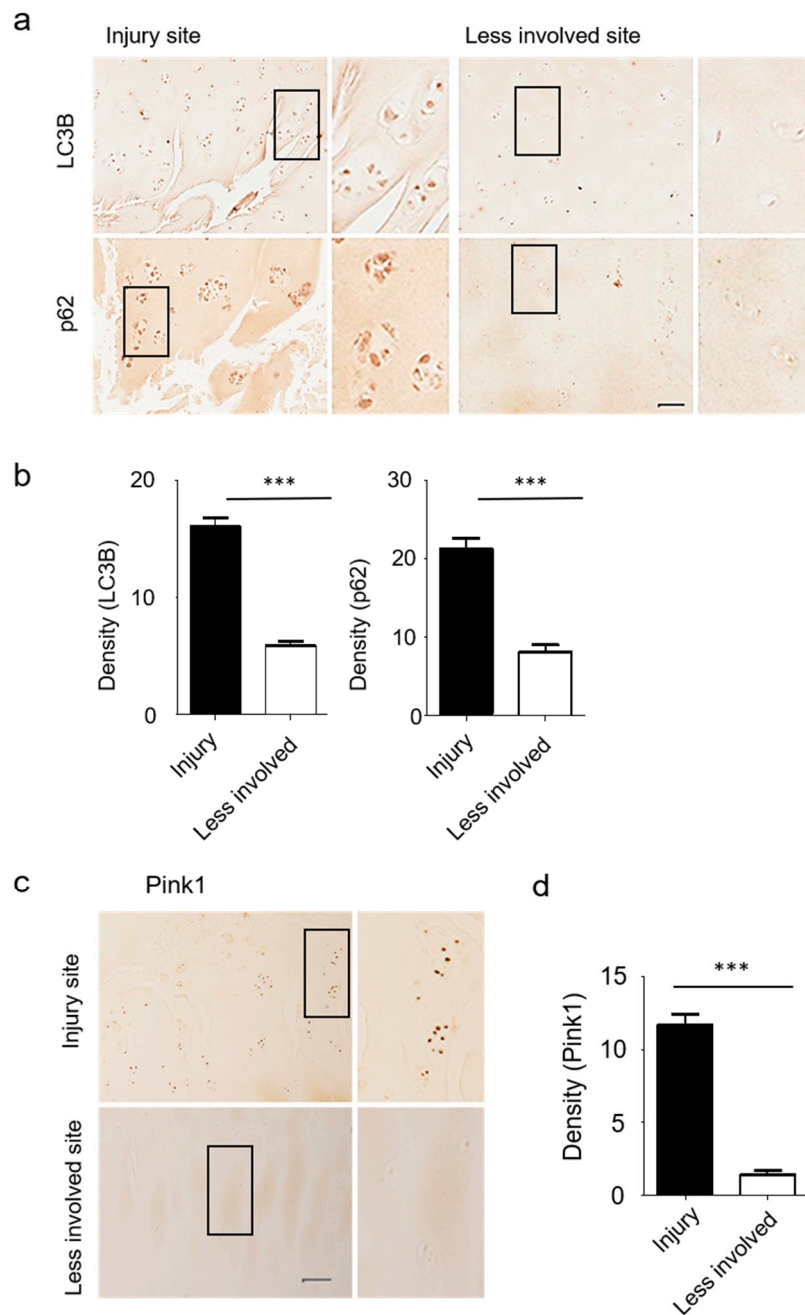 a
Injury site Less involved site
LC3B
p62
b
20 *** 30 ***
Density (LC3B) Density (p62)
20
10
10
0 0
Injury Less involved Injury Less involved
c Pink1 d
Injury site
15 ***
Density (Pink1)
10
5
Less involved site
0
Injury Less involved